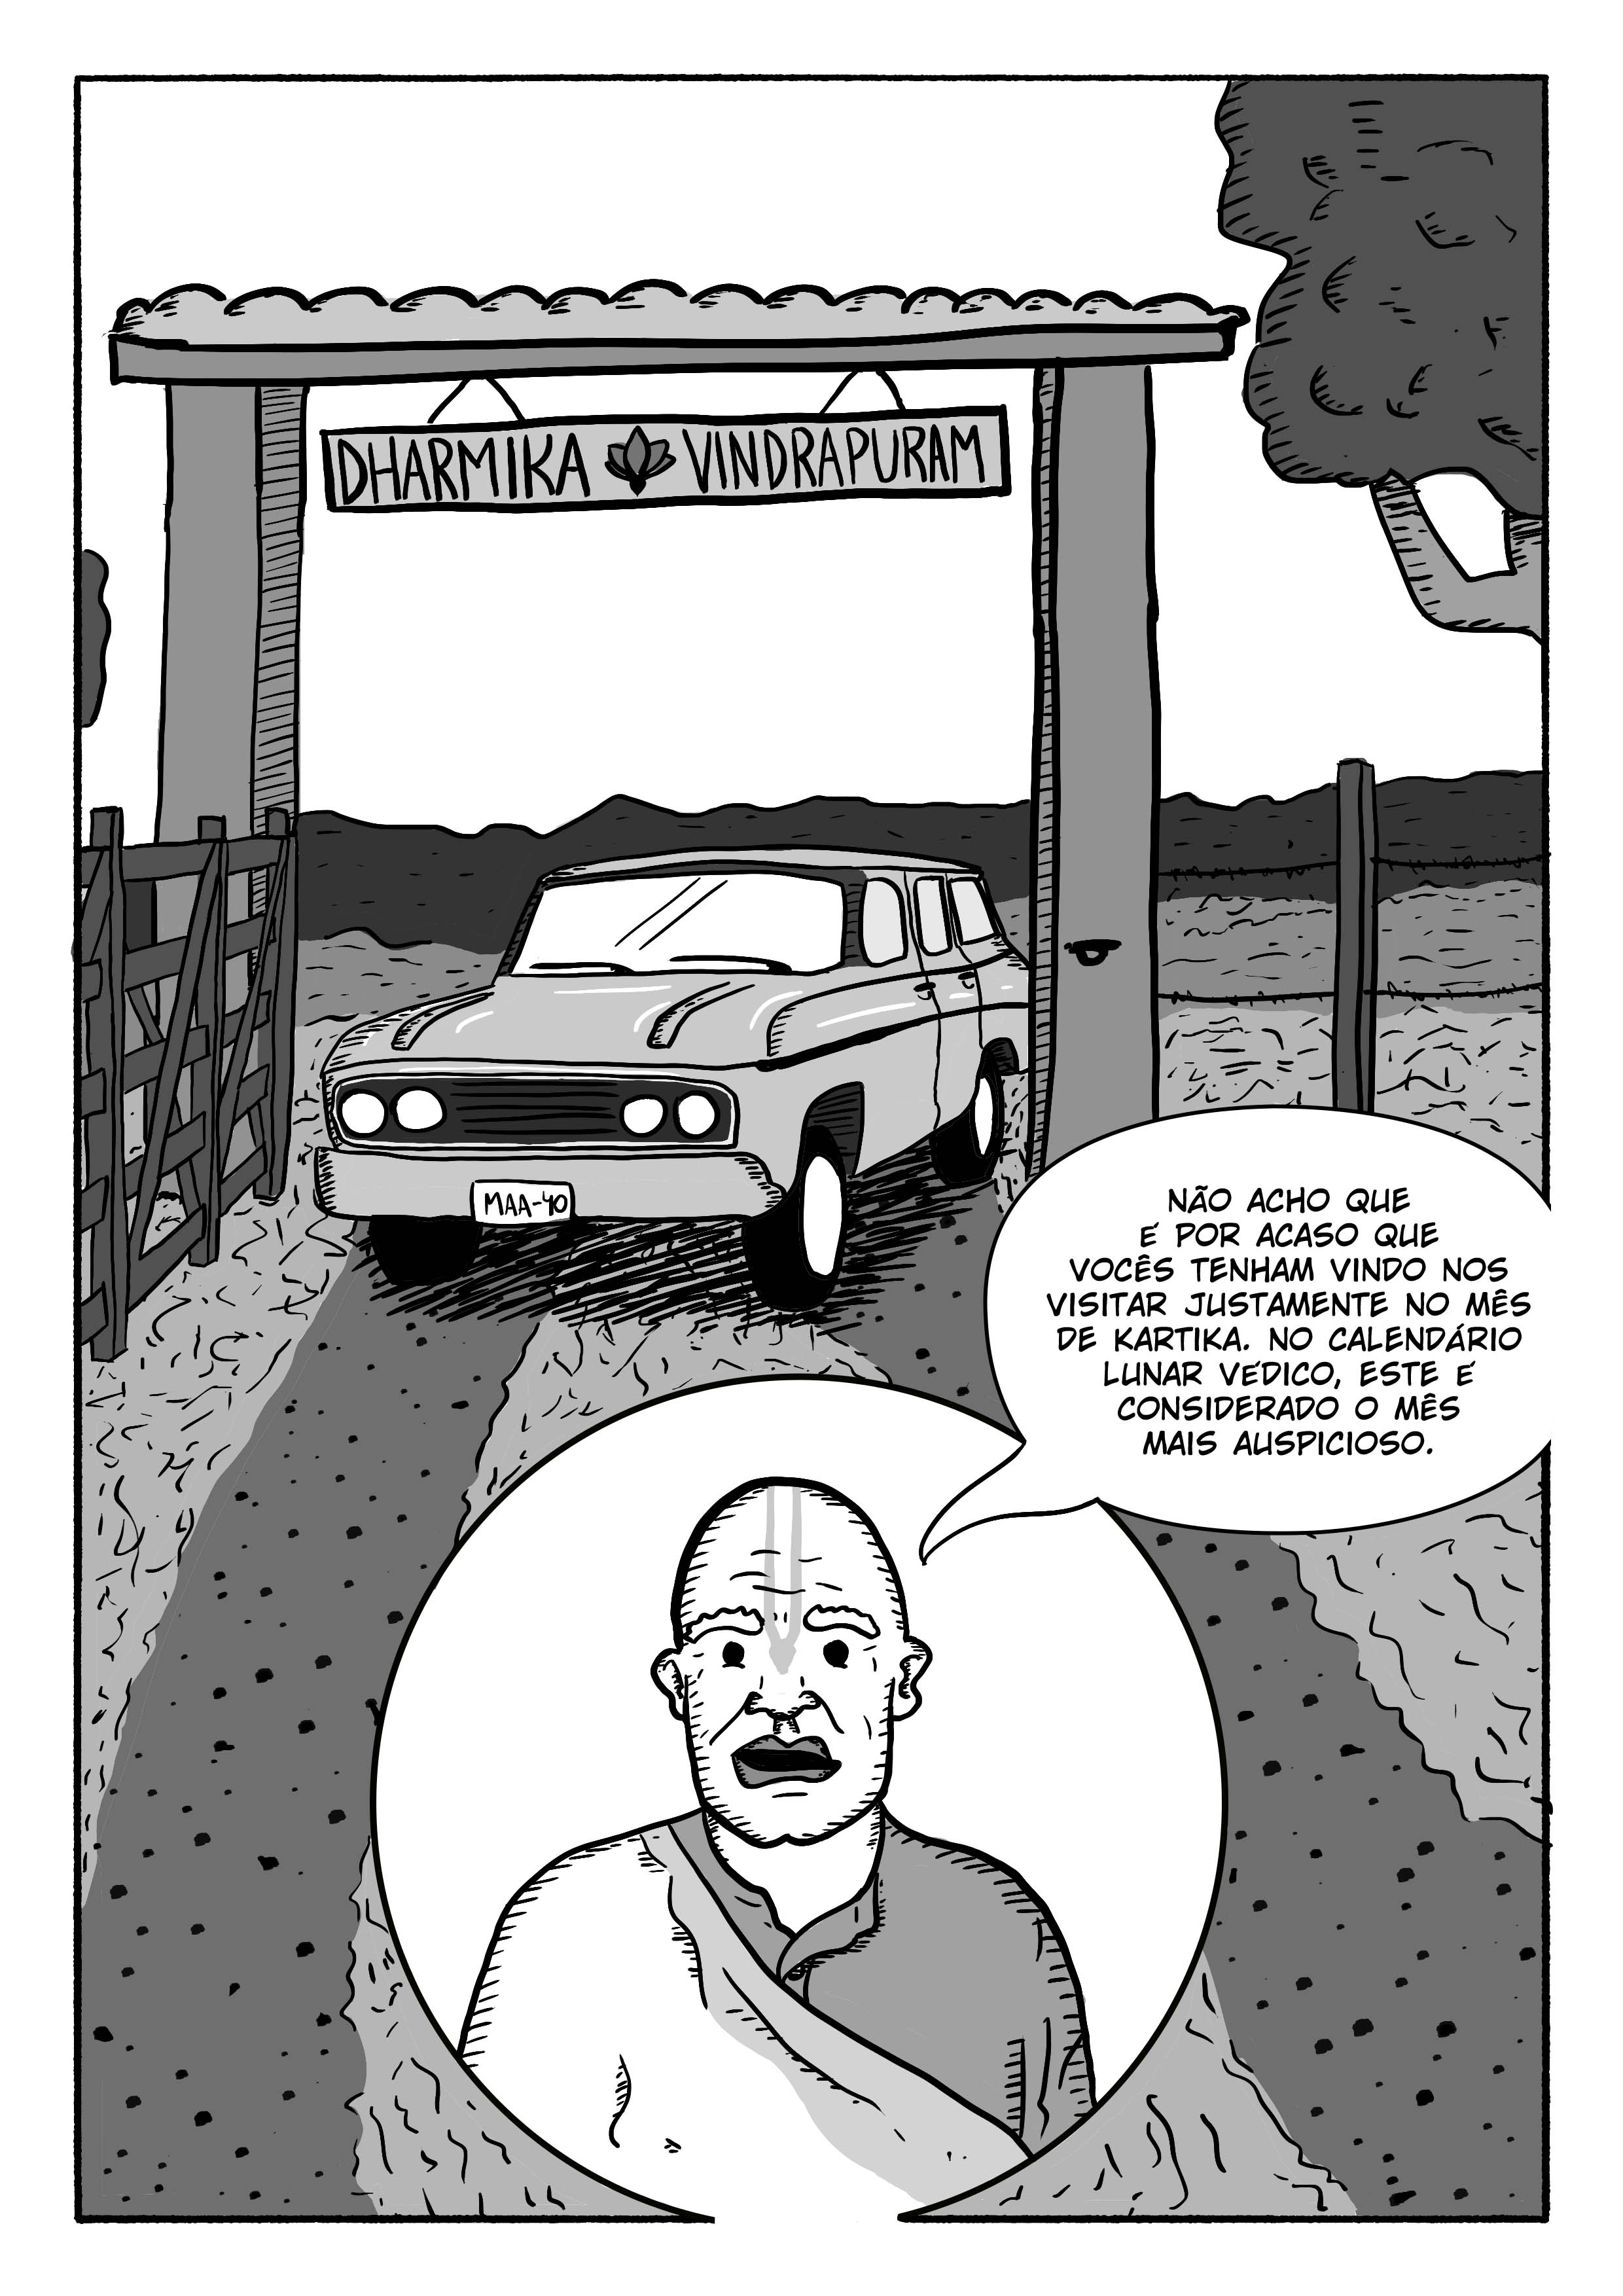 DHARMIKA VINDRAPURAM
MAA-40
NÃO ACHO QUE
É POR ACASO QUE
VOCÊS TENHAM VINDO NOS
VISITAR JUSTAMENTE NO MÊS
DE KARTIKA. NO CALENDÁRIO
LUNAR VÉDICO, ESTE É
CONSIDERADO O MÊS
MAIS AUSPICIOSO.